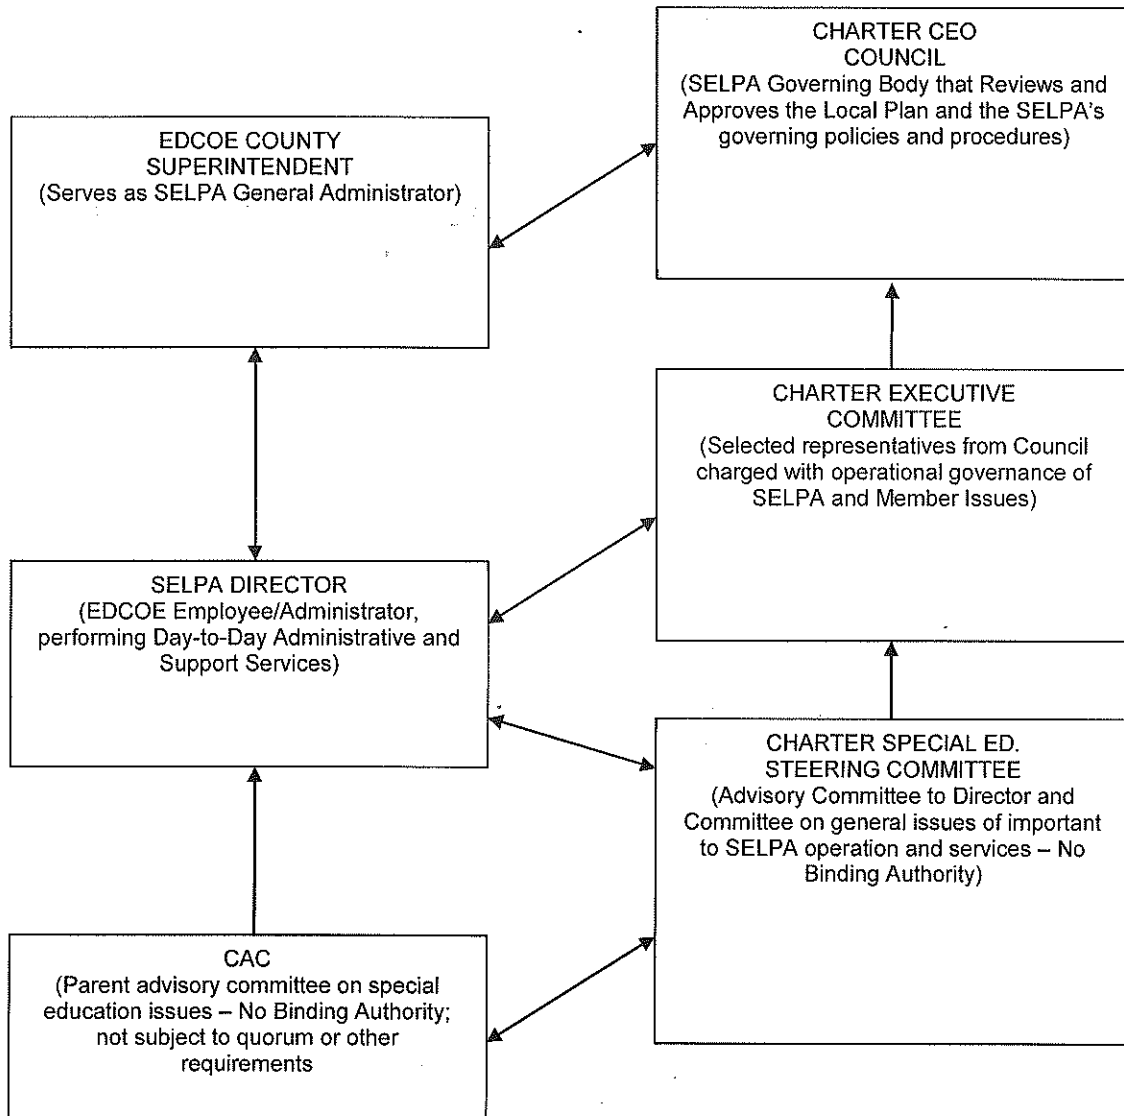 CHARTER CEO
COUNCIL
(SELPA Governing Body that Reviews and
Approves the Local Plan and the SELPA's
governing policies and procedures)
EDCOE COUNTY
SUPERINTENDENT
(Serves as SELPA General Administrator)
CHARTER EXECUTIVE
COMMITTEE
(Selected representatives from Council
charged with operational governance of
SELPA and Member Issues)
SELPA DIRECTOR
(EDCOE Employee/Administrator,
performing Day-to-Day Administrative and
Support Services)
CHARTER SPECIAL ED.
STEERING COMMITTEE
(Advisory Committee to Director and
Committee on general issues of important
to SELPA operation and services – No
Binding Authority)
CAC
(Parent advisory committee on special
education issues – No Binding Authority;
not subject to quorum or other
requirements